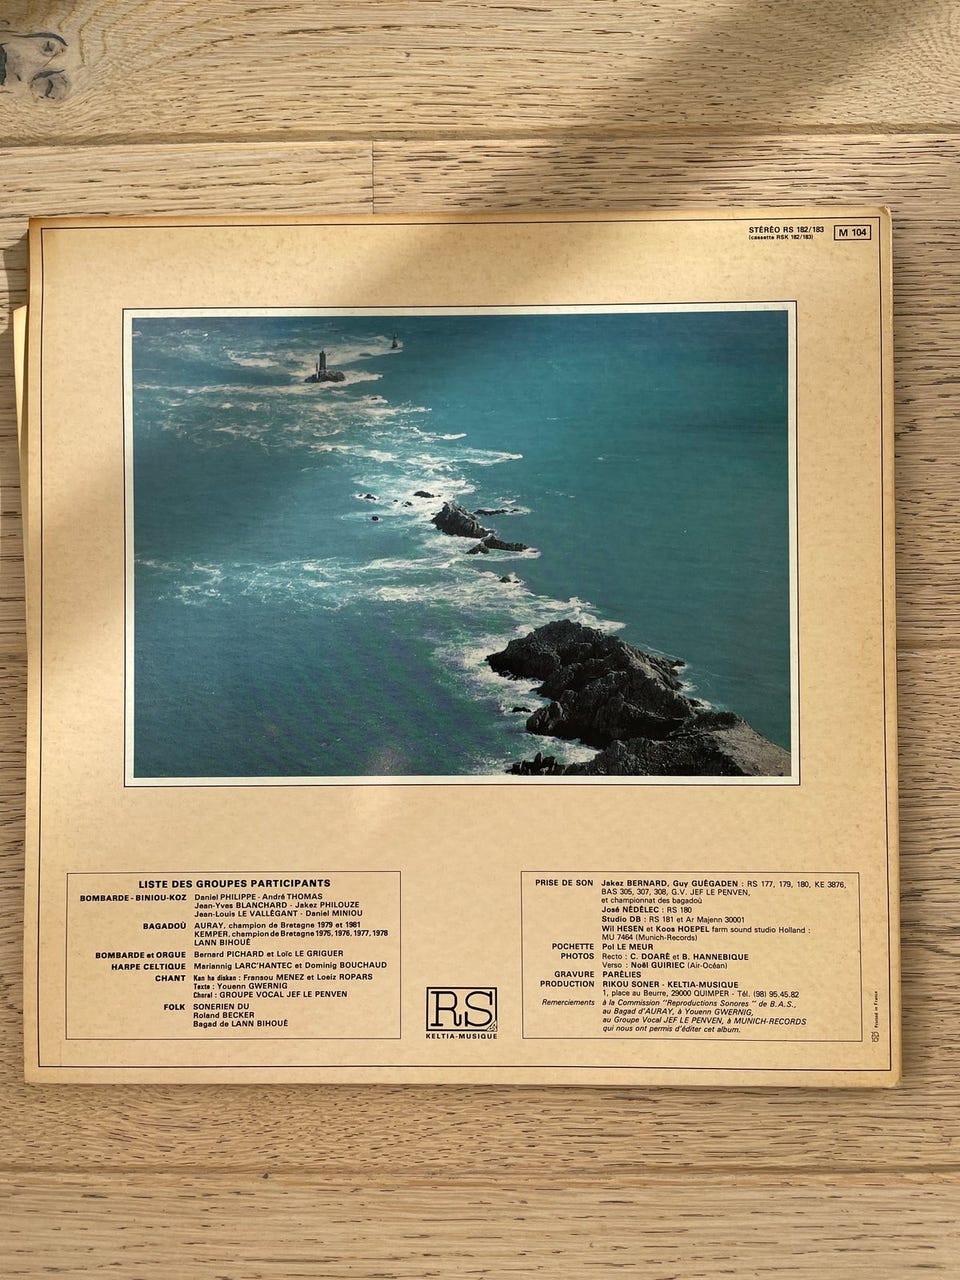 STÉRÉO RS 182/183
(cassette RSK 182/183)
M 104
LISTE DES GROUPES PARTICIPANTS
BOMBARDE - BINIOU-KOZ Daniel PHILIPPE - André THOMAS
Jean-Yves BLANCHARD - Jakez PHILOUZE
Jean-Louis LE VALLÉGANT - Daniel MINIOU
BAGADOÙ AURAY, champion de Bretagne 1979 et 1981
KEMPER, champion de Bretagne 1975, 1976, 1977, 1978
LANN BIHOUÉ
BOMBARDE et ORGUE Bernard PICHARD et Loïc LE GRIGUER
HARPE CELTIQUE Mariannig LARC'HANTEC et Dominig BOUCHAUD
CHANT Kan ha diskan : Fransou MENEZ et Loeiz ROPARS
Texte : Youenn GWERNIG
Choral : GROUPE VOCAL JEF LE PENVEN
FOLK SONERIEN DU
Roland BECKER
Bagad de LANN BIHOUÉ
RS
KELTIA-MUSIQUE
PRISE DE SON Jakez BERNARD, Guy GUÉGADEN : RS 177, 179, 180, KE 3876,
BAS 305, 307, 308, G.V. JEF LE PENVEN,
et championnat des bagadoù
José NÉDÉLEC : RS 180
Studio DB : RS 181 et Ar Majenn 30001
Wil HESEN et Koos HOEPEL farm sound studio Holland :
MU 7464 (Munich-Records)
POCHETTE Pol LE MEUR
PHOTOS Recto : C. DOARÉ et B. HANNEBIQUE
Verso : Noël GUIRIEC (Air-Océan)
GRAVURE PARÉLIES
PRODUCTION RIKOU SONER - KELTIA-MUSIQUE
1, place au Beurre, 29000 QUIMPER - Tél. (98) 95.45.82
Remerciements à la Commission "Reproductions Sonores" de B.A.S.,
au Bagad d'AURAY, à Youenn GWERNIG,
au Groupe Vocal JEF LE PENVEN, à MUNICH-RECORDS
qui nous ont permis d'éditer cet album.
Printed in France